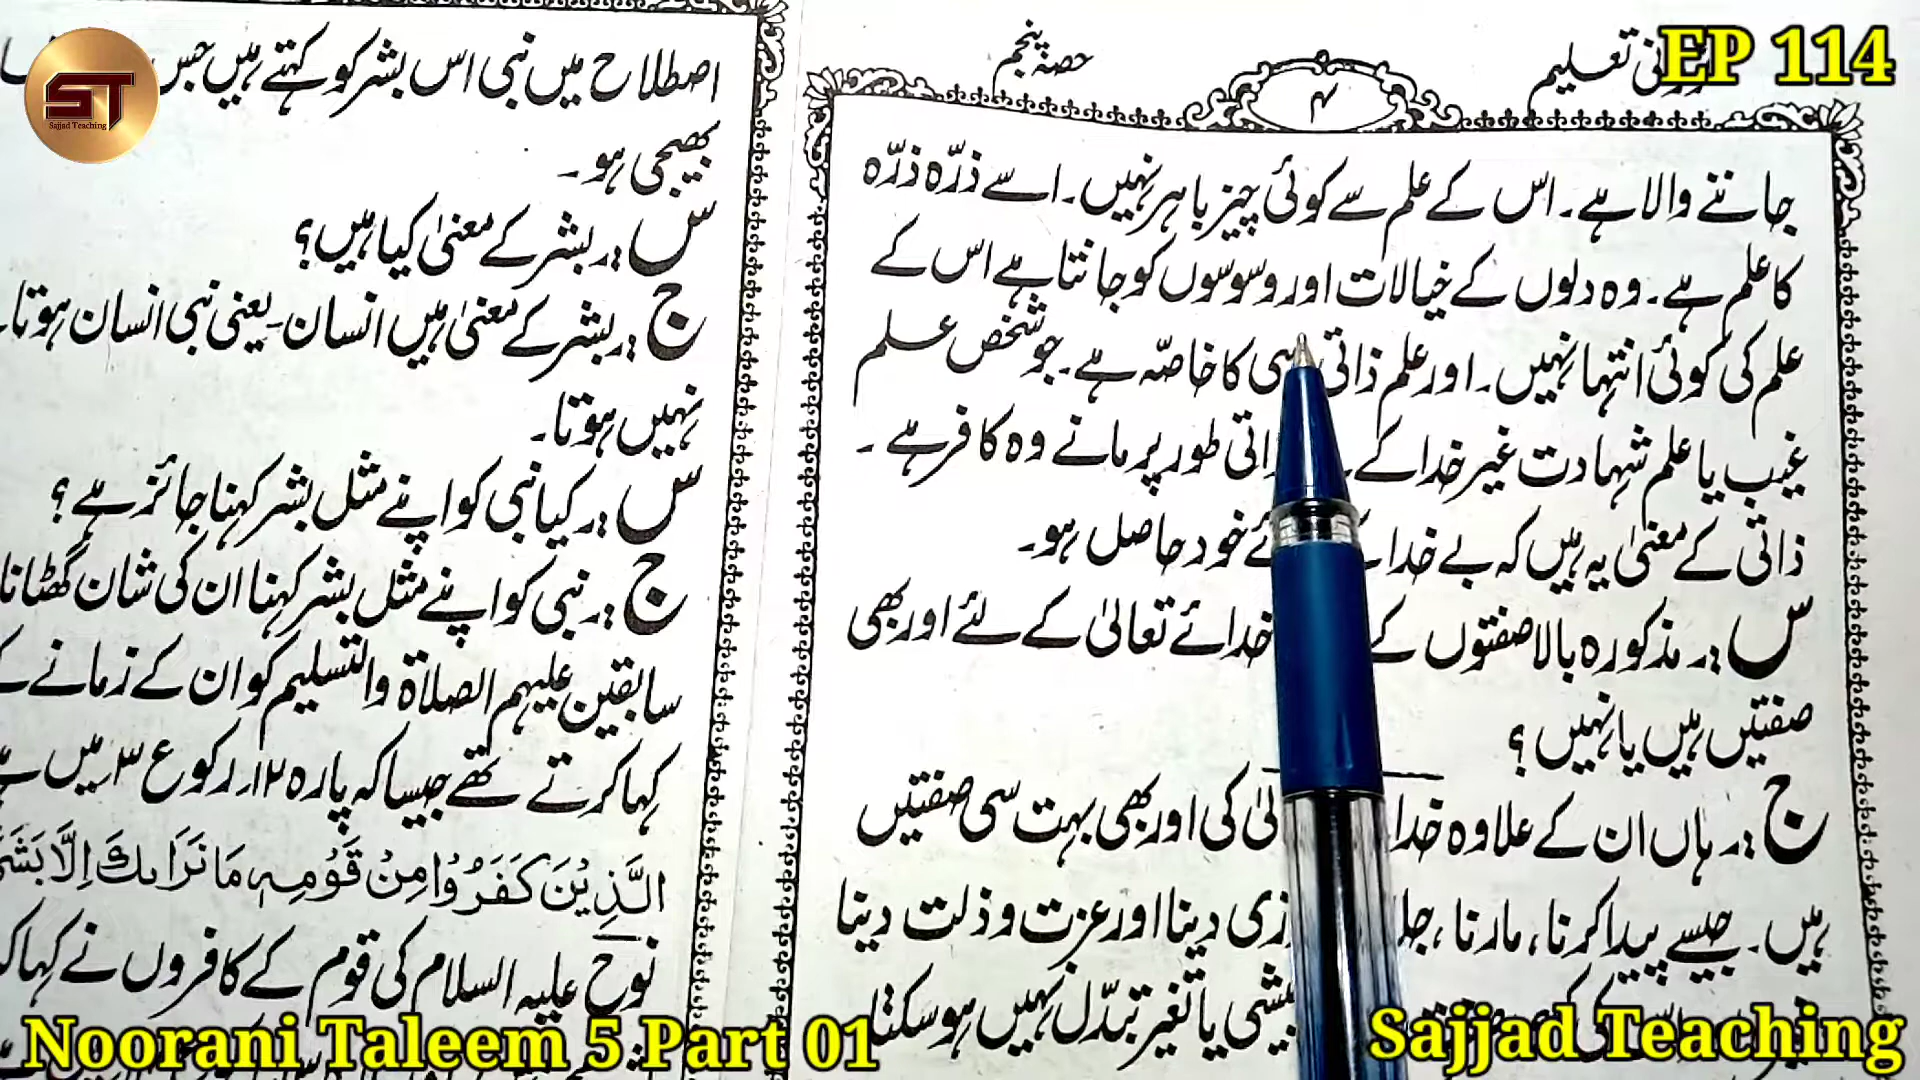 EP 114
ST
Sajjad Teaching
حصہ پنجم
۴
تعلیم
جاننے والا ہے۔ اس کے علم سے کوئی چیز باہر نہیں۔ اسے ذرّہ ذرّہ
کا علم ہے۔ وہ دلوں کے خیالات اور وسوسوں کو جانتا ہے اس کے
علم کی کوئی انتہا نہیں۔ اور علم ذاتی اسی کا خاصّہ ہے۔ جو شخص علم
غیب یا علم شہادت غیر خدا کے ذاتی طور پر مانے وہ کافر ہے۔
ذاتی کے معنیٰ یہ ہیں کہ بے خدا کے خود حاصل ہو۔
س:۔ مذکورہ بالا صفتوں کے خدائے تعالیٰ کے لئے اور بھی
صفتیں ہیں یا نہیں؟
ج:۔ ہاں ان کے علاوہ خدا کی اور بھی بہت سی صفتیں
ہیں۔ جیسے پیدا کرنا، مارنا، دینا اور عزت و ذلت دینا
یا تغیر تبدّل نہیں ہو سکتا
اصطلاح میں نبی اس بشر کو کہتے ہیں جس
بھیجی ہو۔
س:۔ بشر کے معنیٰ کیا ہیں؟
ج:۔ بشر کے معنیٰ ہیں انسان۔ یعنی نبی انسان ہوتا
نہیں ہوتا۔
س:۔ کیا نبی کو اپنے مثل بشر کہنا جائز ہے؟
ج:۔ نبی کو اپنے مثل بشر کہنا ان کی شان گھٹانا
سابقین علیہم الصلاۃ والتسلیم کو ان کے زمانے کے
کہا کرتے تھے جیسا کہ پارہ ۱۲ رکوع ۳ میں
الَّذِیْنَ كَفَرُوْا مِنْ قَوْمِهٖ مَا نَرٰىكَ اِلَّا بَشَرًا
نوح علیہ السلام کی قوم کے کافروں نے کہا
Noorani Taleem 5 Part 01
Sajjad Teaching